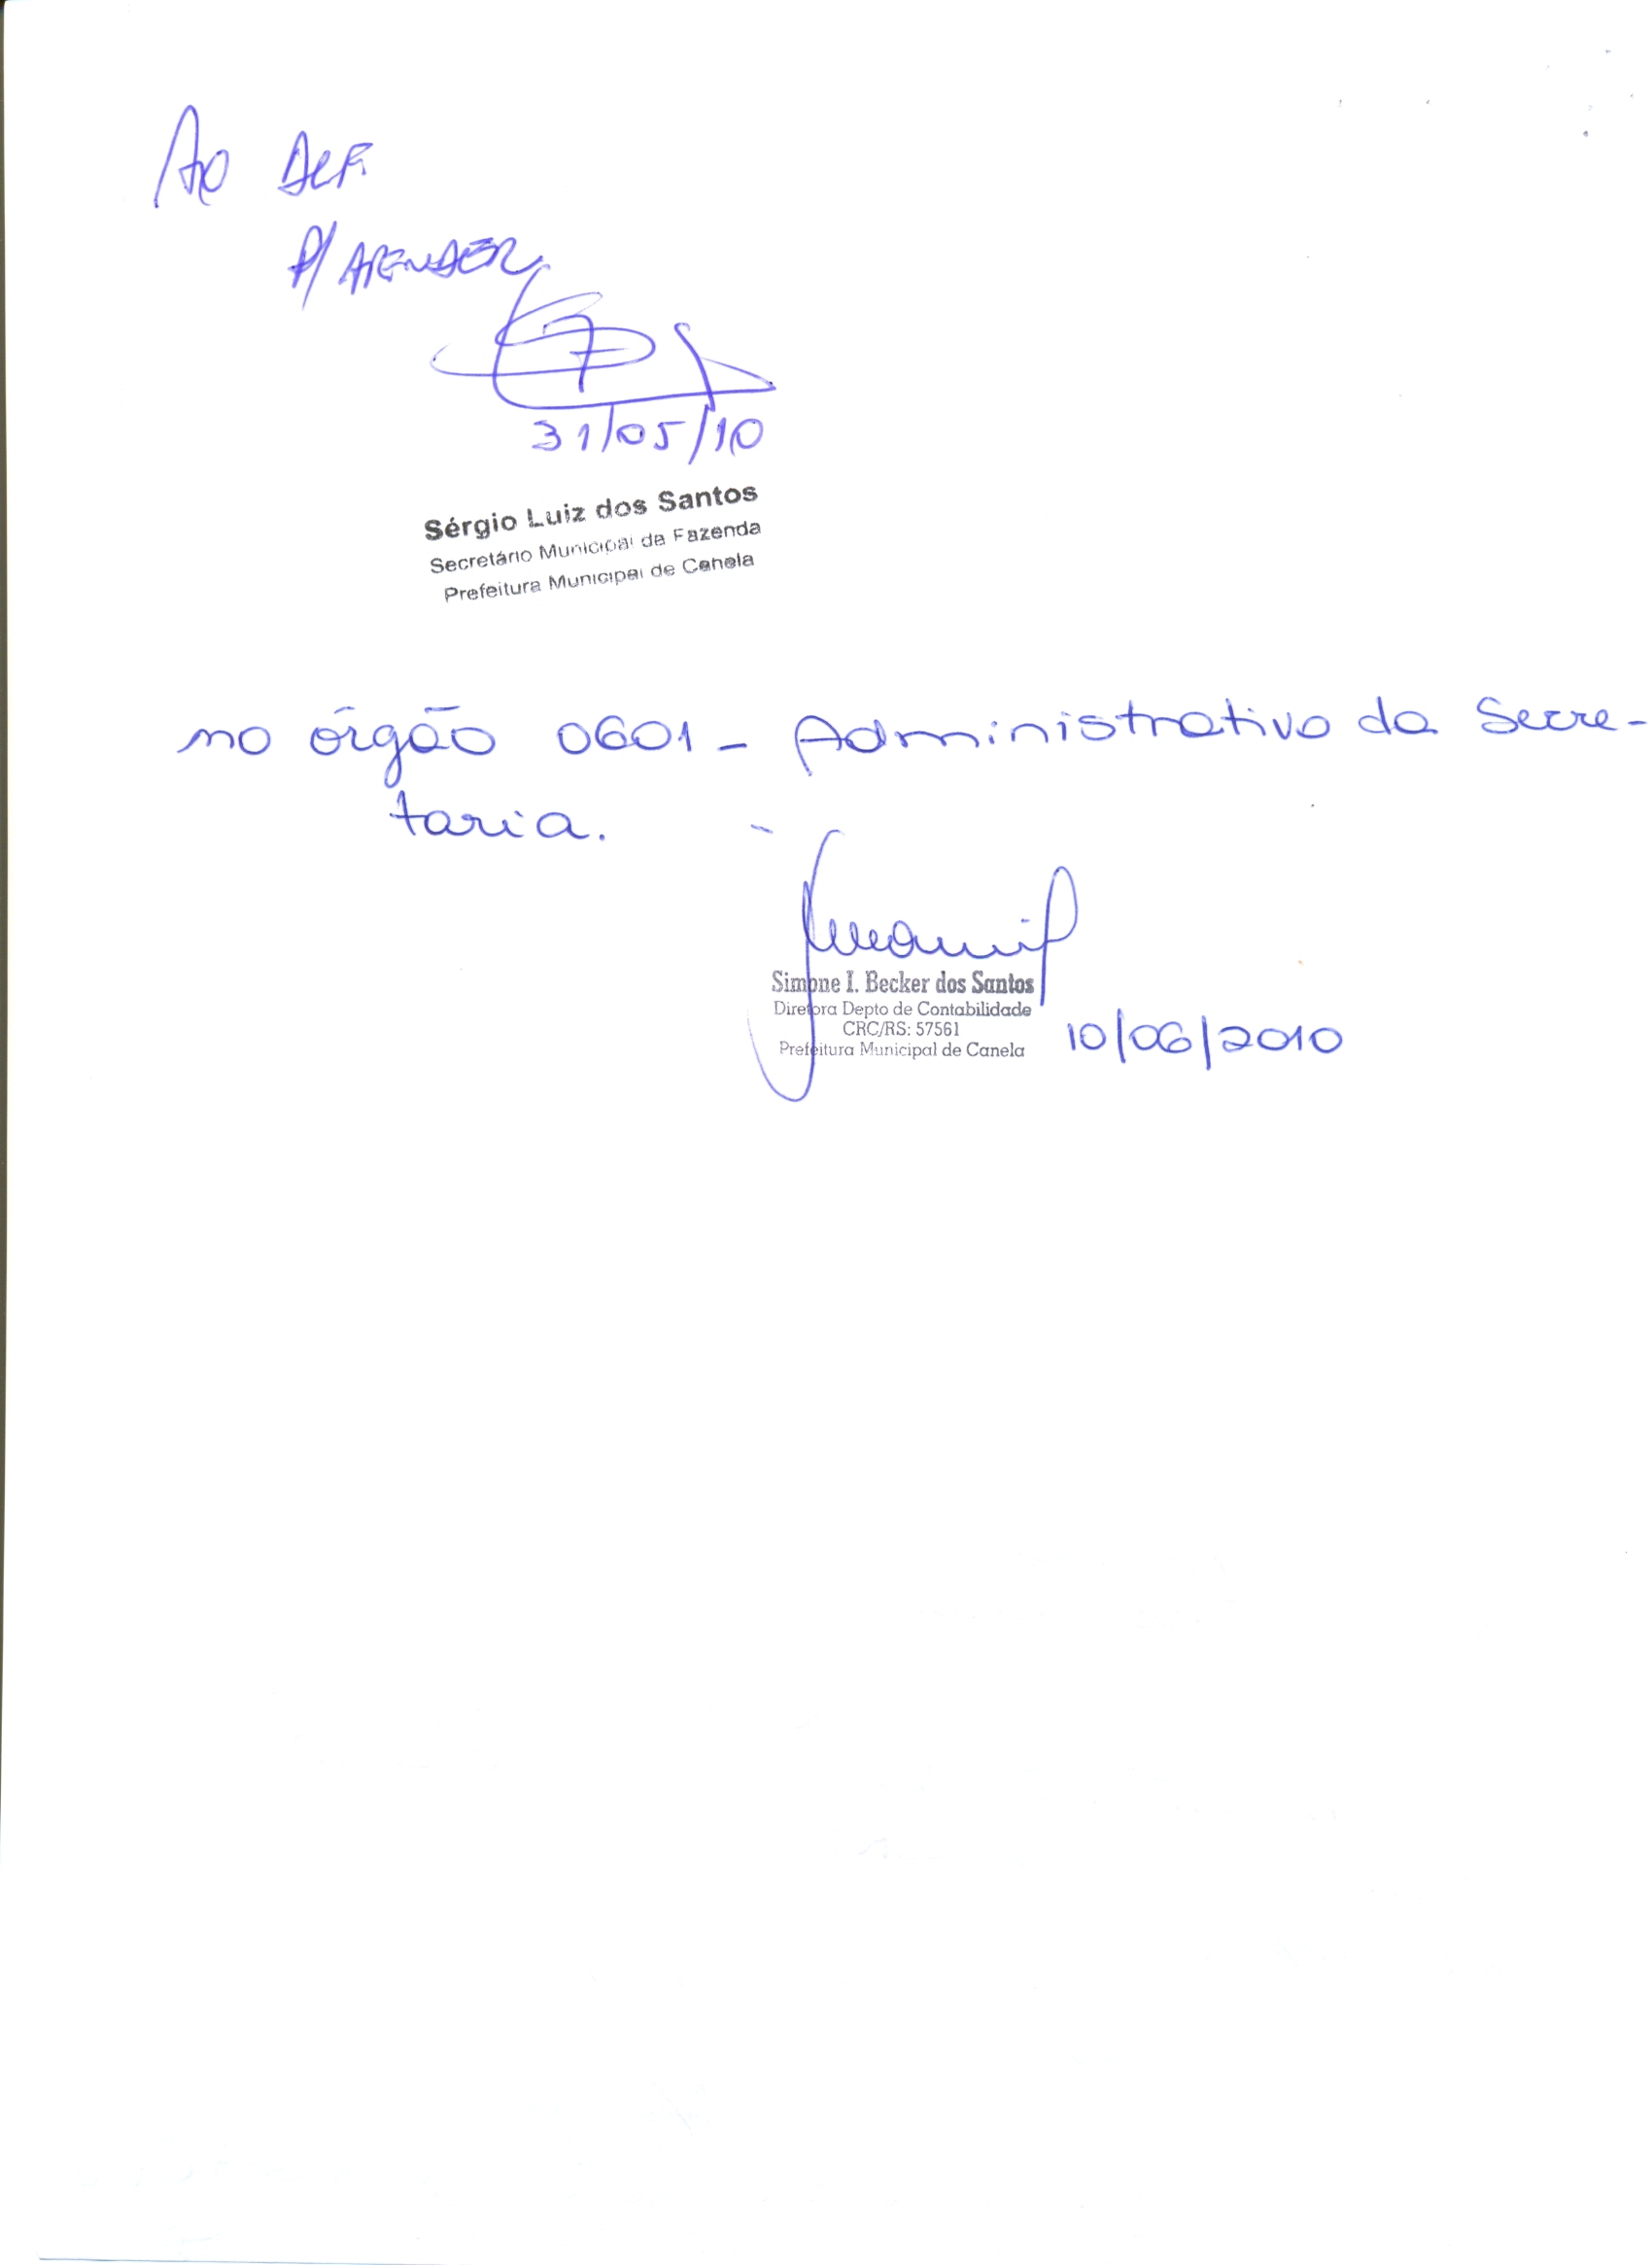 Ao
P/ ATENDER
31/05/10
Sérgio Luiz dos Santos
Secretário Municipal da Fazenda
Prefeitura Municipal de Canela
no órgão 0601 - Administrativo da Secre-
taria.
Simone I. Becker dos Santos
Diretora Depto de Contabilidade
CRC/RS: 57561
Prefeitura Municipal de Canela
10/06/2010